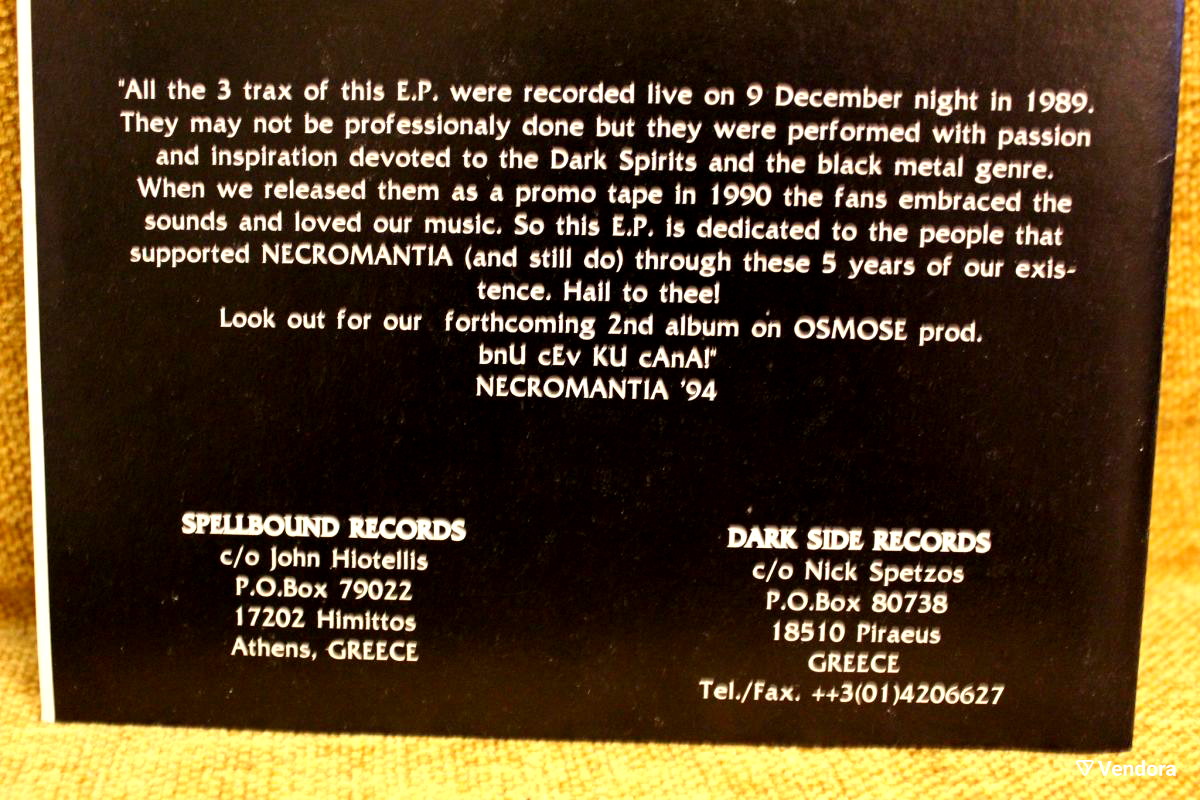 "All the 3 trax of this E.P. were recorded live on 9 December night in 1989.
They may not be professionaly done but they were performed with passion
and inspiration devoted to the Dark Spirits and the black metal genre.
When we released them as a promo tape in 1990 the fans embraced the
sounds and loved our music. So this E.P. is dedicated to the people that
supported NECROMANTIA (and still do) through these 5 years of our exis-
tence. Hail to thee!
Look out for our forthcoming 2nd album on OSMOSE prod.
bnU cEv KU cAnA!"
NECROMANTIA '94
SPELLBOUND RECORDS
c/o John Hiotellis
P.O.Box 79022
17202 Himittos
Athens, GREECE
DARK SIDE RECORDS
c/o Nick Spetzos
P.O.Box 80738
18510 Piraeus
GREECE
Tel./Fax. ++3(01)4206627
Vendora